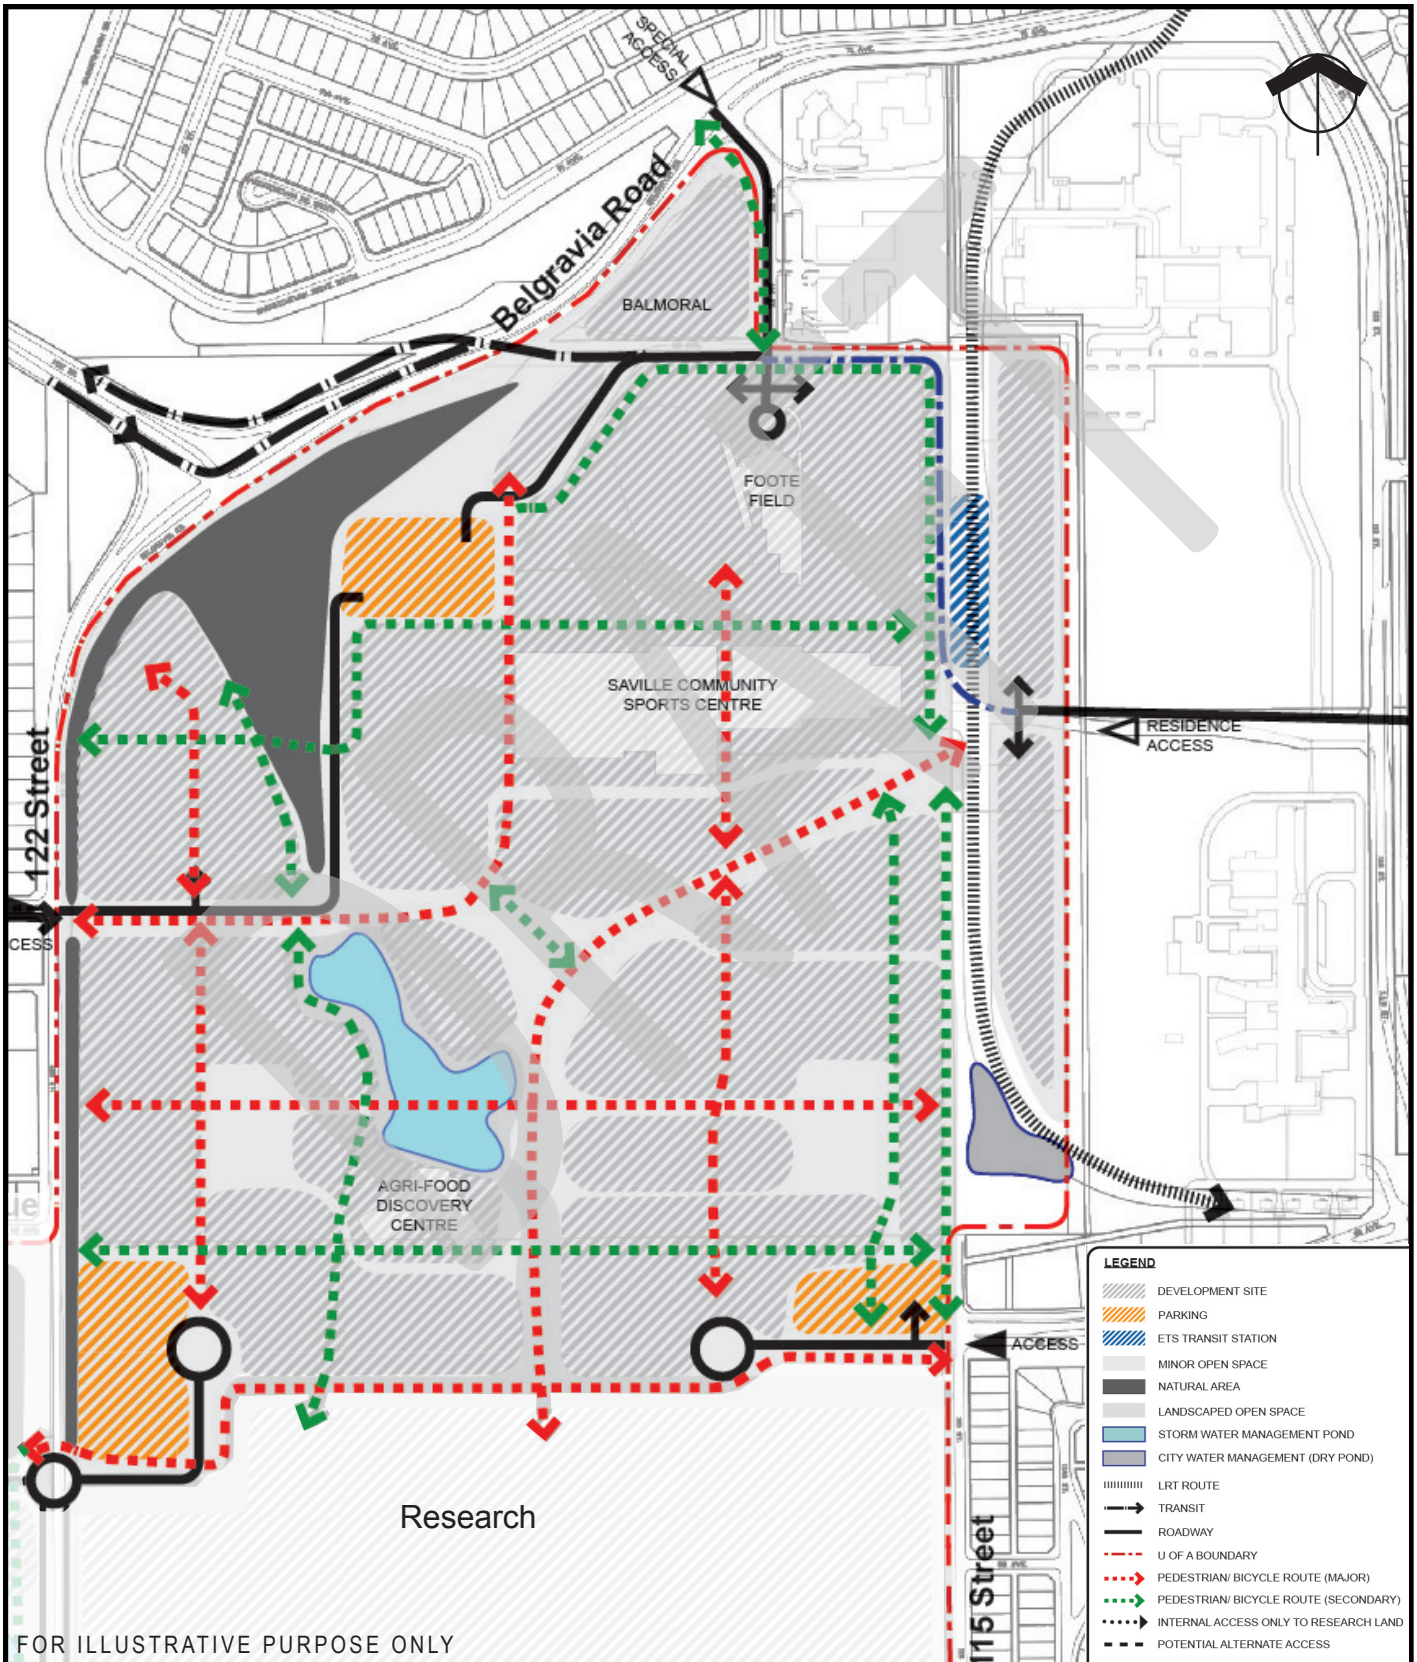 SPECIAL
ACCESS
Belgravia Road
BALMORAL
FOOTE
FIELD
SAVILLE COMMUNITY
SPORTS CENTRE
RESIDENCE
ACCESS
122 Street
CESS
AGRI-FOOD
DISCOVERY
CENTRE
ue
ACCESS
Research
115 Street
FOR ILLUSTRATIVE PURPOSE ONLY
LEGEND
DEVELOPMENT SITE
PARKING
ETS TRANSIT STATION
MINOR OPEN SPACE
NATURAL AREA
LANDSCAPED OPEN SPACE
STORM WATER MANAGEMENT POND
CITY WATER MANAGEMENT (DRY POND)
LRT ROUTE
TRANSIT
ROADWAY
U OF A BOUNDARY
PEDESTRIAN/ BICYCLE ROUTE (MAJOR)
PEDESTRIAN/ BICYCLE ROUTE (SECONDARY)
INTERNAL ACCESS ONLY TO RESEARCH LAND
POTENTIAL ALTERNATE ACCESS